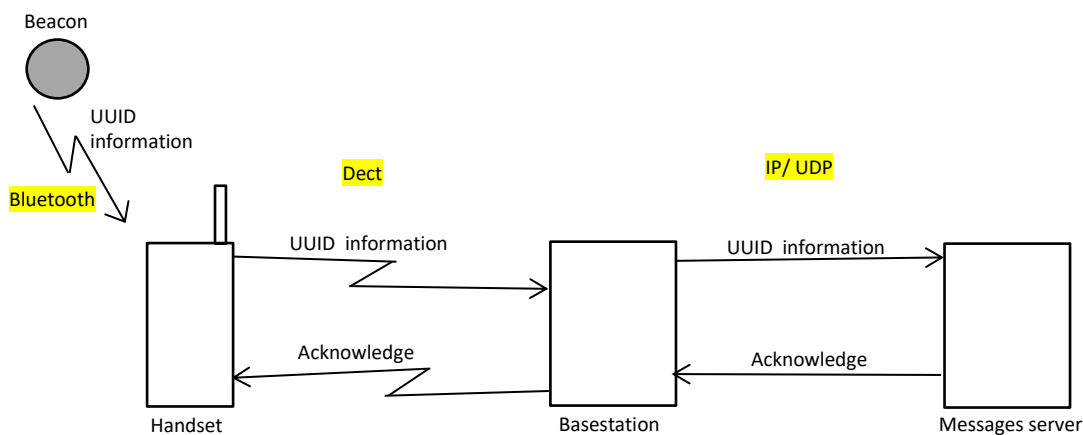 Beacon
UUID
information
Bluetooth
Dect
IP/ UDP
UUID information
UUID information
Acknowledge
Acknowledge
Handset
Basestation
Messages server